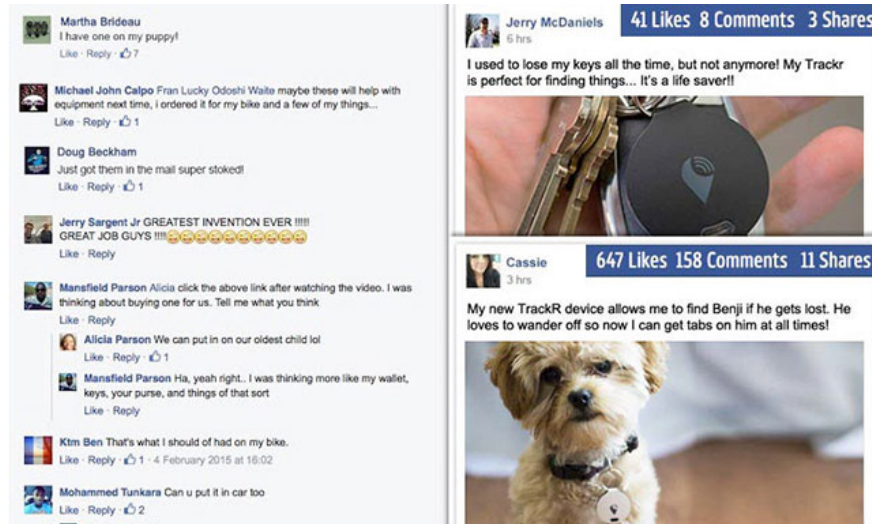 Martha Brideau
I have one on my puppy!
Like · Reply · 7
Michael John Calpo Fran Lucky Odoshi Waite maybe these will help with
equipment next time, i ordered it for my bike and a few of my things...
Like · Reply · 1
Doug Beckham
Just got them in the mail super stoked!
Like · Reply · 1
Jerry Sargent Jr GREATEST INVENTION EVER !!!!!
GREAT JOB GUYS !!!!
Like · Reply
Mansfield Parson Alicia click the above link after watching the video. I was
thinking about buying one for us. Tell me what you think
Like · Reply
Alicia Parson We can put in on our oldest child lol
Like · Reply · 1
Mansfield Parson Ha, yeah right.. I was thinking more like my wallet,
keys, your purse, and things of that sort
Like · Reply
Ktm Ben That's what I should of had on my bike.
Like · Reply · 1 · 4 February 2015 at 16:02
Mohammed Tunkara Can u put it in car too
Like · Reply · 2
Jerry McDaniels
41 Likes 8 Comments 3 Shares
6 hrs
I used to lose my keys all the time, but not anymore! My Trackr
is perfect for finding things... It's a life saver!!
Cassie
647 Likes 158 Comments 11 Shares
3 hrs
My new TrackR device allows me to find Benji if he gets lost. He
loves to wander off so now I can get tabs on him at all times!